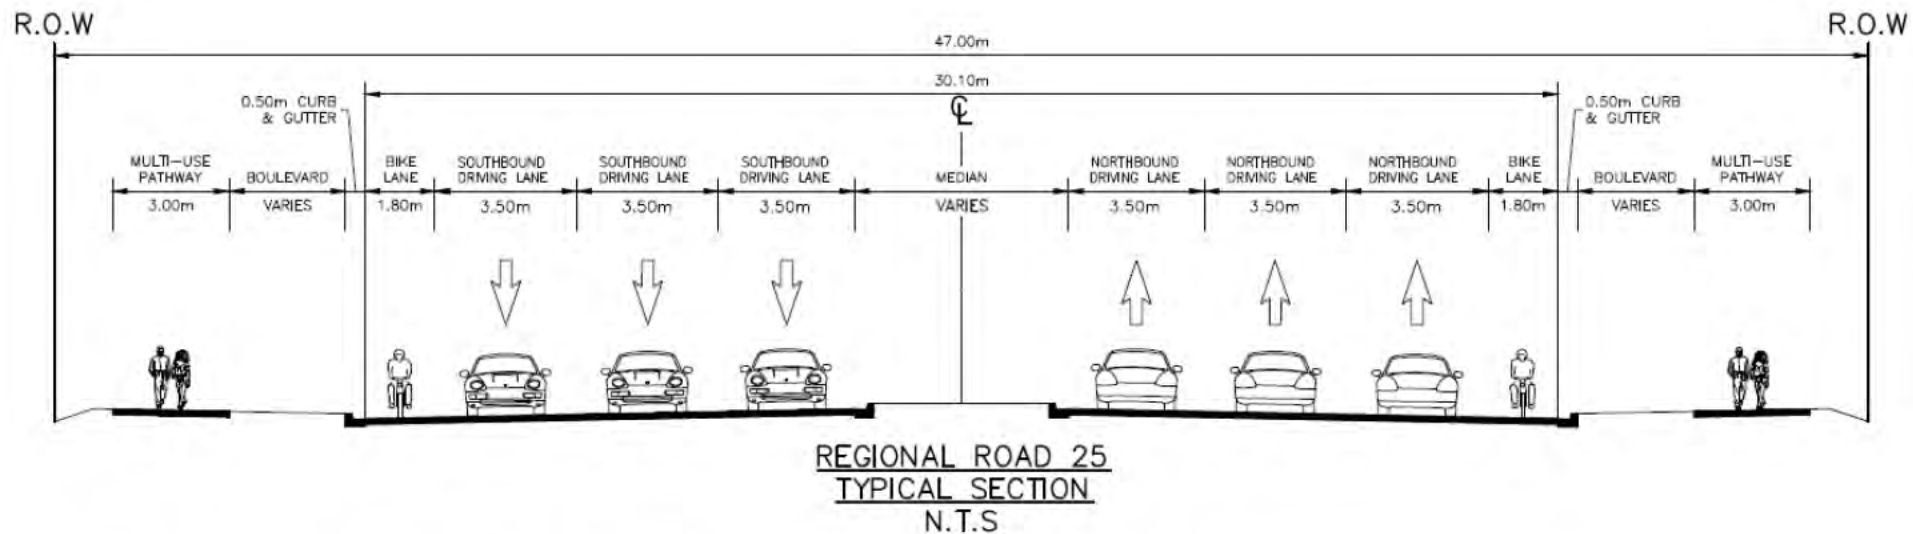 R.O.W
R.O.W
47.00m
30.10m
0.50m CURB
& GUTTER
℄
0.50m CURB
& GUTTER
MULTI-USE
PATHWAY
3.00m
BOULEVARD
VARIES
BIKE
LANE
1.80m
SOUTHBOUND
DRIVING LANE
3.50m
SOUTHBOUND
DRIVING LANE
3.50m
SOUTHBOUND
DRIVING LANE
3.50m
MEDIAN
VARIES
NORTHBOUND
DRIVING LANE
3.50m
NORTHBOUND
DRIVING LANE
3.50m
NORTHBOUND
DRIVING LANE
3.50m
BIKE
LANE
1.80m
BOULEVARD
VARIES
MULTI-USE
PATHWAY
3.00m
REGIONAL ROAD 25
TYPICAL SECTION
N.T.S